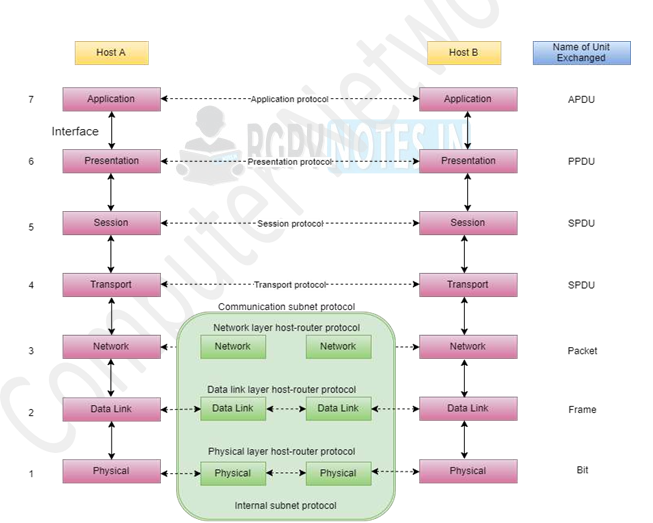 Host A
Host B
Name of Unit
Exchanged
7
Application
Application protocol
Application
APDU
Interface
6
Presentation
Presentation protocol
Presentation
PPDU
5
Session
Session protocol
Session
SPDU
4
Transport
Transport protocol
Transport
SPDU
Communication subnet protocol
Network layer host-router protocol
3
Network
Network
Network
Network
Packet
Data link layer host-router protocol
2
Data Link
Data Link
Data Link
Data Link
Frame
Physical layer host-router protocol
1
Physical
Physical
Physical
Physical
Bit
Internal subnet protocol
RGPVNOTES.IN